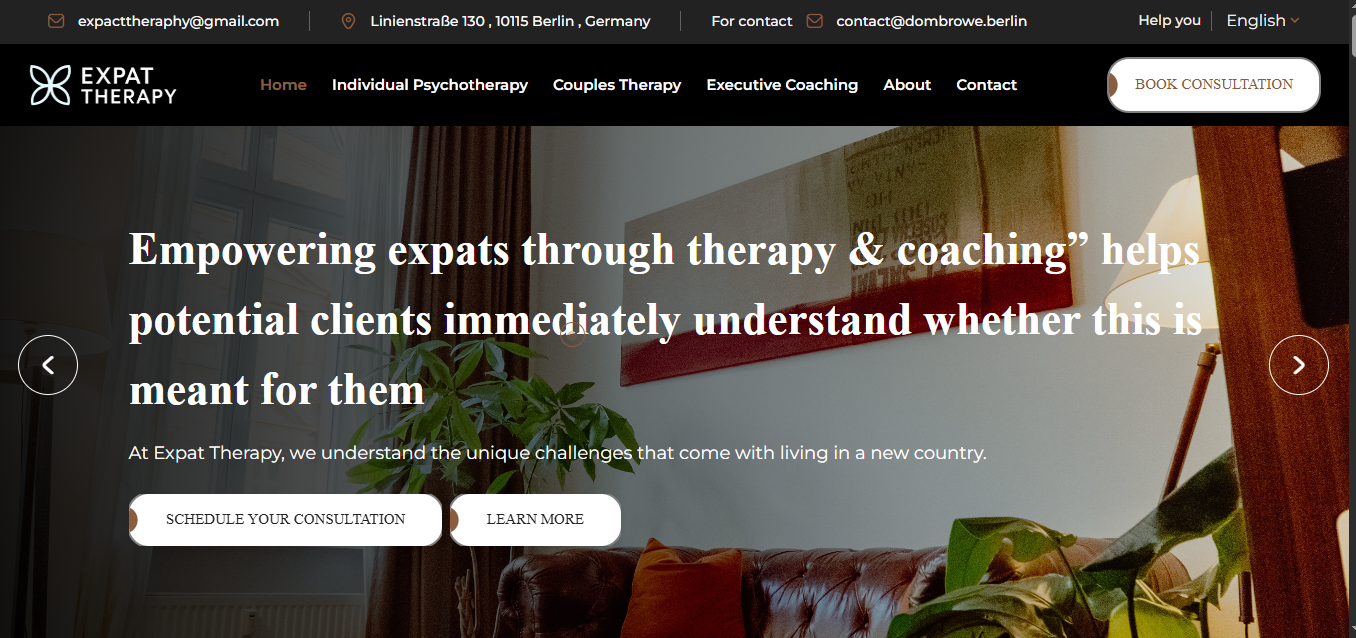 expacttheraphy@gmail.com
Linienstraße 130 , 10115 Berlin , Germany
For contact
contact@dombrowe.berlin
Help you
English
EXPAT
THERAPY
Home
Individual Psychotherapy
Couples Therapy
Executive Coaching
About
Contact
BOOK CONSULTATION
Empowering expats through therapy & coaching” helps
potential clients immediately understand whether this is
meant for them
At Expat Therapy, we understand the unique challenges that come with living in a new country.
SCHEDULE YOUR CONSULTATION
LEARN MORE